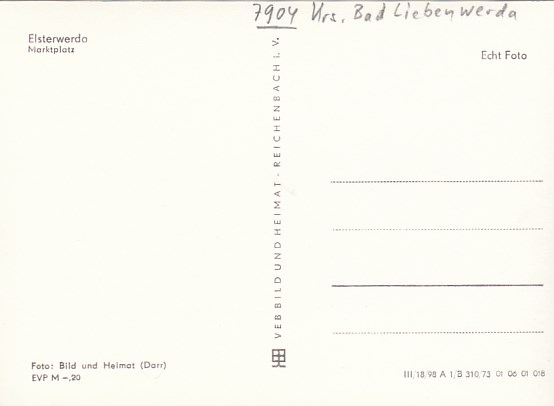 7904 Krs. Bad Liebenwerda
Elsterwerda
Marktplatz
Echt Foto
VEB BILD UND HEIMAT - REICHENBACH i. V.
Foto: Bild und Heimat (Darr)
EVP M –,20
III/18/98 A 1/B 310/73 01 06 01 018